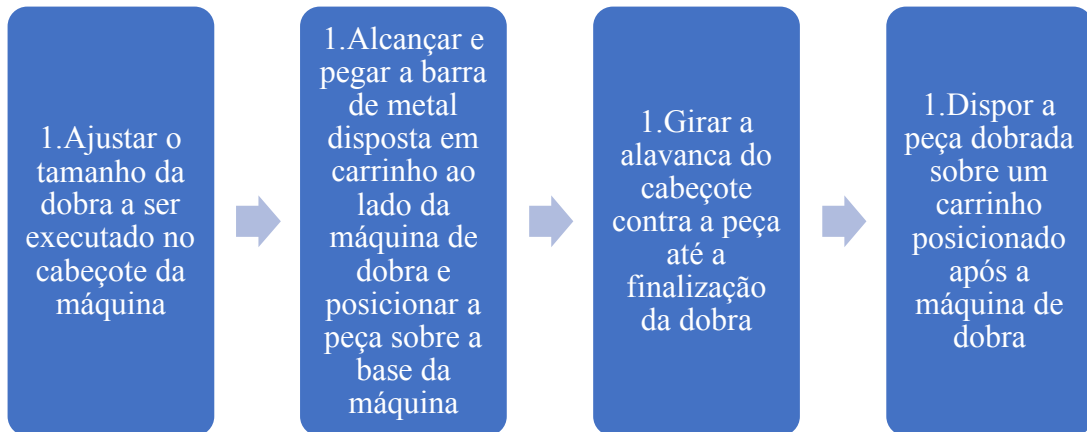 1.Ajustar o
tamanho da
dobra a ser
executado no
cabeçote da
máquina
1.Alcançar e
pegar a barra
de metal
disposta em
carrinho ao
lado da
máquina de
dobra e
posicionar a
peça sobre a
base da
máquina
1.Girar a
alavanca do
cabeçote
contra a peça
até a
finalização
da dobra
1.Dispor a
peça dobrada
sobre um
carrinho
posicionado
após a
máquina de
dobra